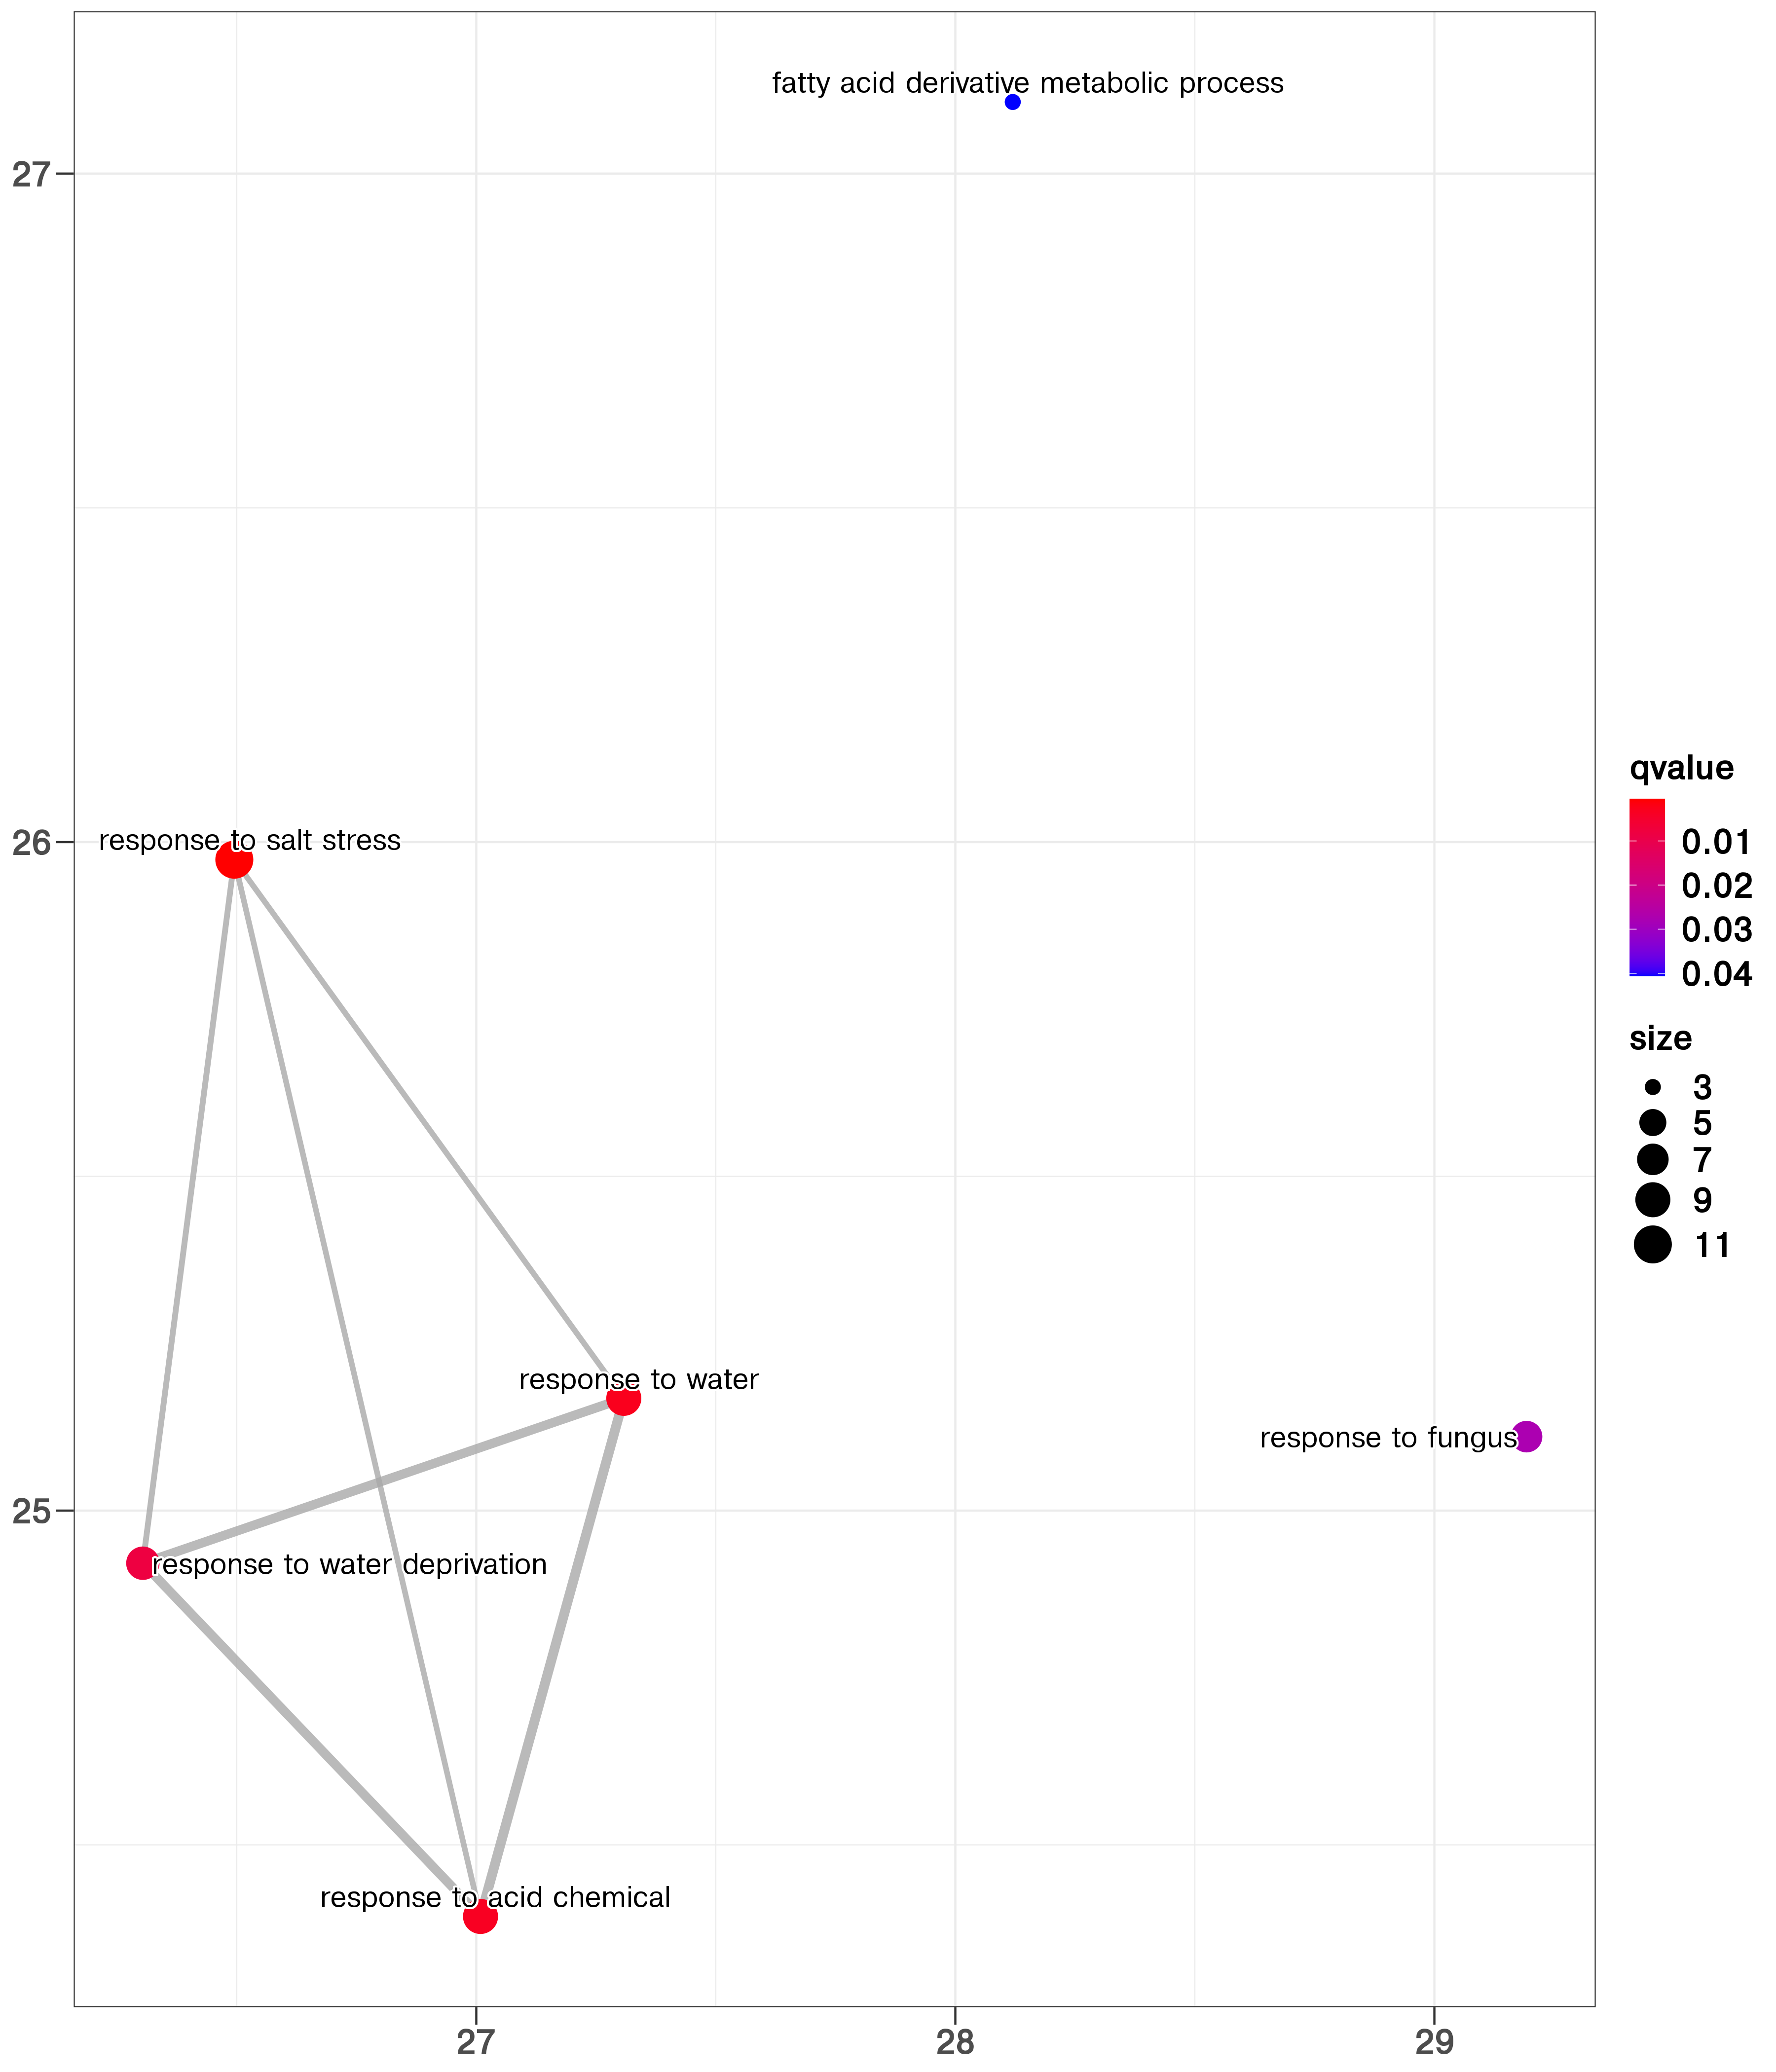 fatty acid derivative metabolic process
27
response to salt stress
26
response to water
response to fungus
25
response to water deprivation
response to acid chemical
27
28
29
qvalue
0.01
0.02
0.03
0.04
size
3
5
7
9
11